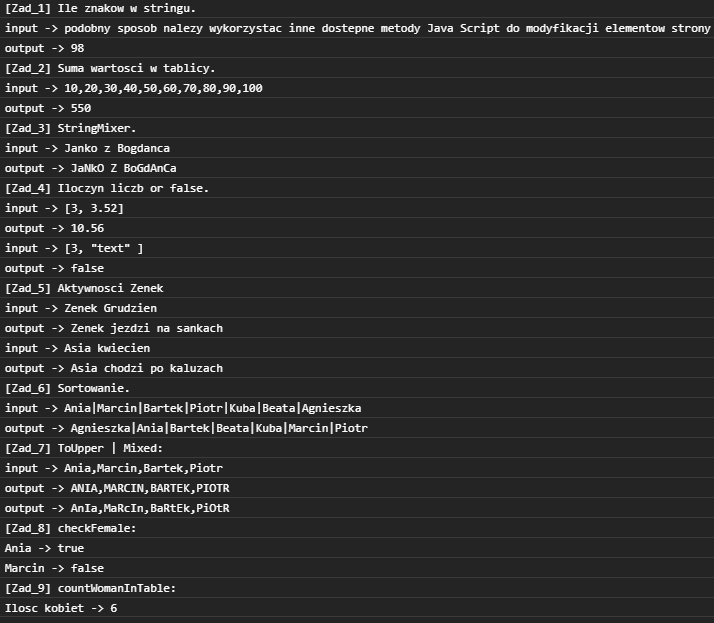 [Zad_1] Ile znakow w stringu.
input -> podobny sposob nalezy wykorzystac inne dostepne metody Java Script do modyfikacji elementow strony
output -> 98
[Zad_2] Suma wartosci w tablicy.
input -> 10,20,30,40,50,60,70,80,90,100
output -> 550
[Zad_3] StringMixer.
input -> Janko z Bogdanca
output -> JaNkO Z BoGdAnCa
[Zad_4] Iloczyn liczb or false.
input -> [3, 3.52]
output -> 10.56
input -> [3, "text" ]
output -> false
[Zad_5] Aktywnosci Zenek
input -> Zenek Grudzien
output -> Zenek jezdzi na sankach
input -> Asia kwiecien
output -> Asia chodzi po kaluzach
[Zad_6] Sortowanie.
input -> Ania|Marcin|Bartek|Piotr|Kuba|Beata|Agnieszka
output -> Agnieszka|Ania|Bartek|Beata|Kuba|Marcin|Piotr
[Zad_7] ToUpper | Mixed:
input -> Ania,Marcin,Bartek,Piotr
output -> ANIA,MARCIN,BARTEK,PIOTR
output -> AnIa,MaRcIn,BaRtEk,PiOtR
[Zad_8] checkFemale:
Ania -> true
Marcin -> false
[Zad_9] countWomanInTable:
Ilosc kobiet -> 6